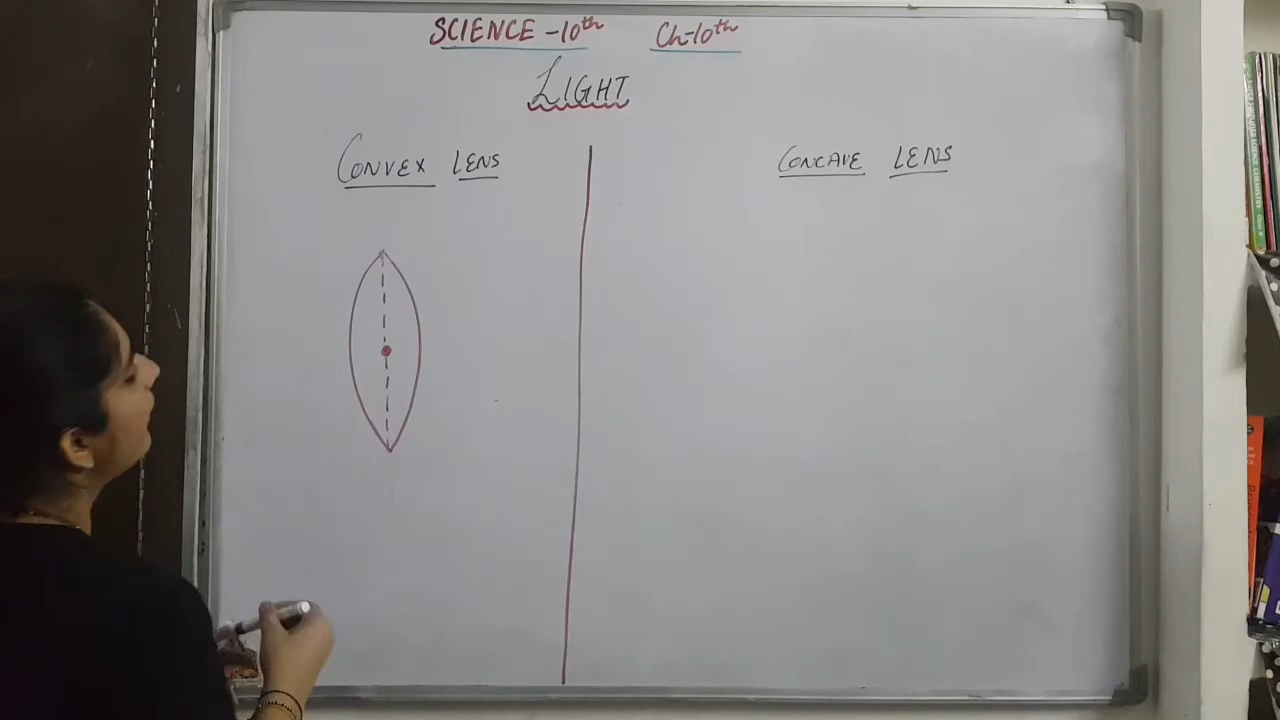 SCIENCE - 10th Ch-10th
LIGHT
CONVEX LENS
CONCAVE LENS